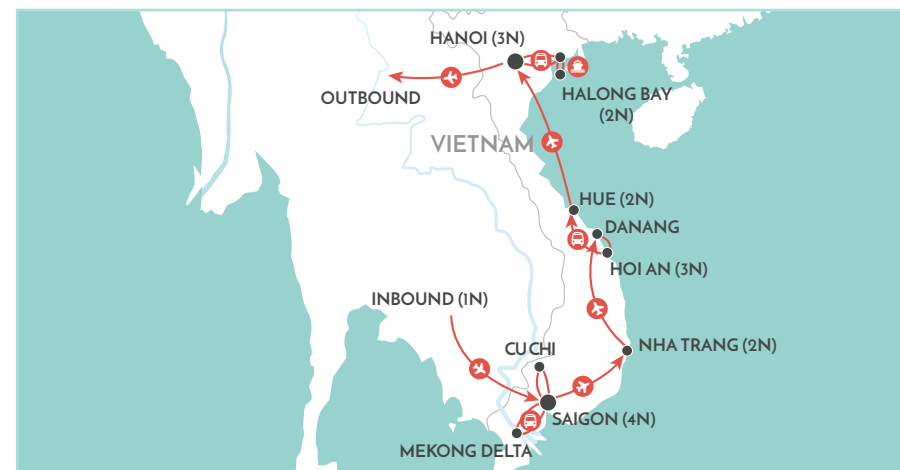 HANOI (3N)
OUTBOUND
HALONG BAY
(2N)
VIETNAM
HUE (2N)
DANANG
HOI AN (3N)
INBOUND (1N)
CU CHI
NHA TRANG (2N)
SAIGON (4N)
MEKONG DELTA